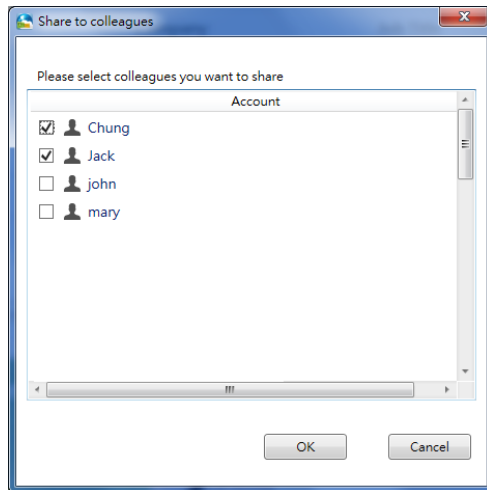 Share to colleagues
Please select colleagues you want to share
Account
Chung
Jack
john
mary
OK
Cancel